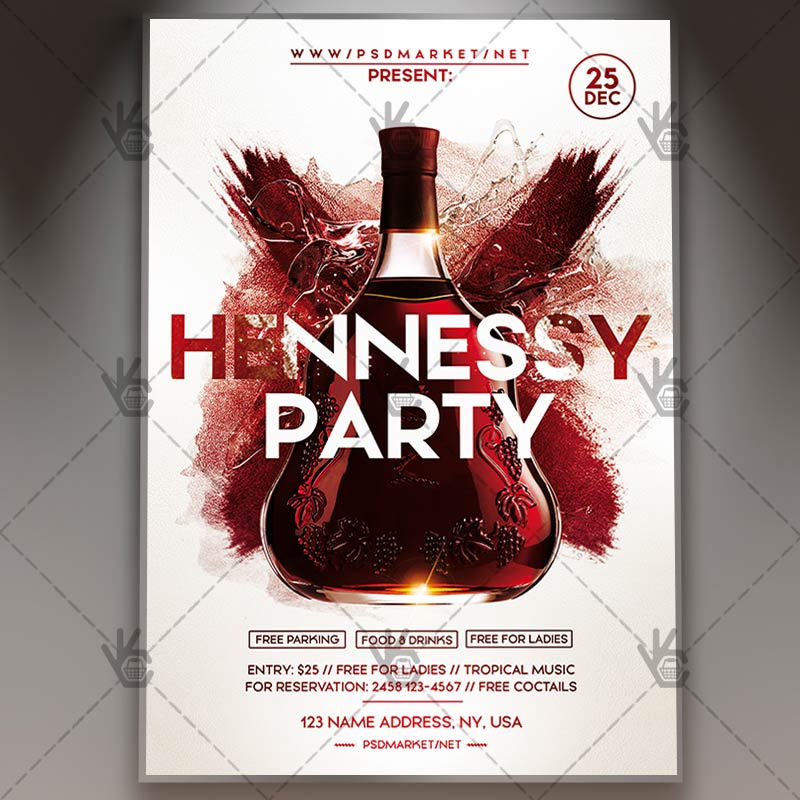 WWW/PSDMARKET/NET
PRESENT:
25
DEC
HENNESSY
PARTY
FREE PARKING
FOOD & DRINKS
FREE FOR LADIES
ENTRY: $25 // FREE FOR LADIES // TROPICAL MUSIC
FOR RESERVATION: 2458 123-4567 // FREE COCTAILS
123 NAME ADDRESS, NY, USA
PSDMARKET/NET